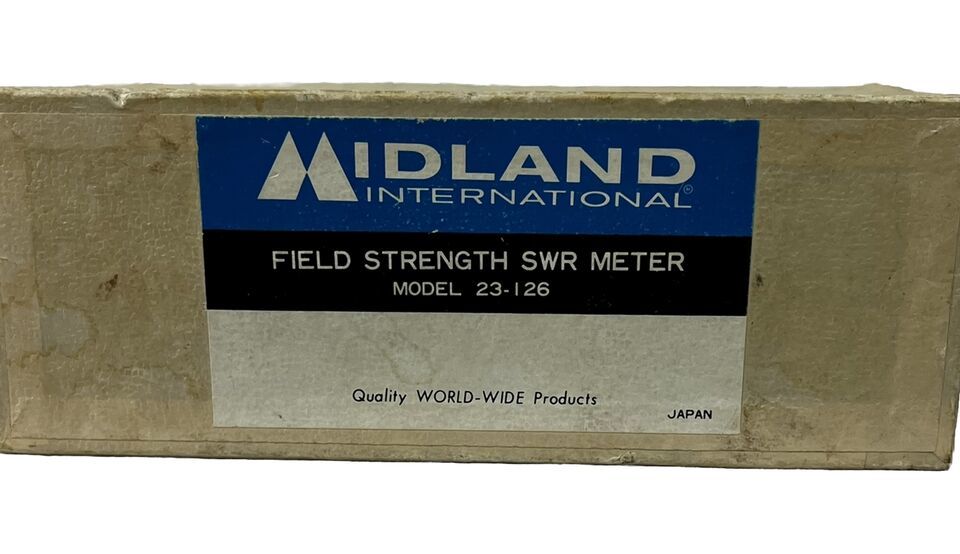 MIDLAND
INTERNATIONAL®
FIELD STRENGTH SWR METER
MODEL 23-126
Quality WORLD-WIDE Products
JAPAN